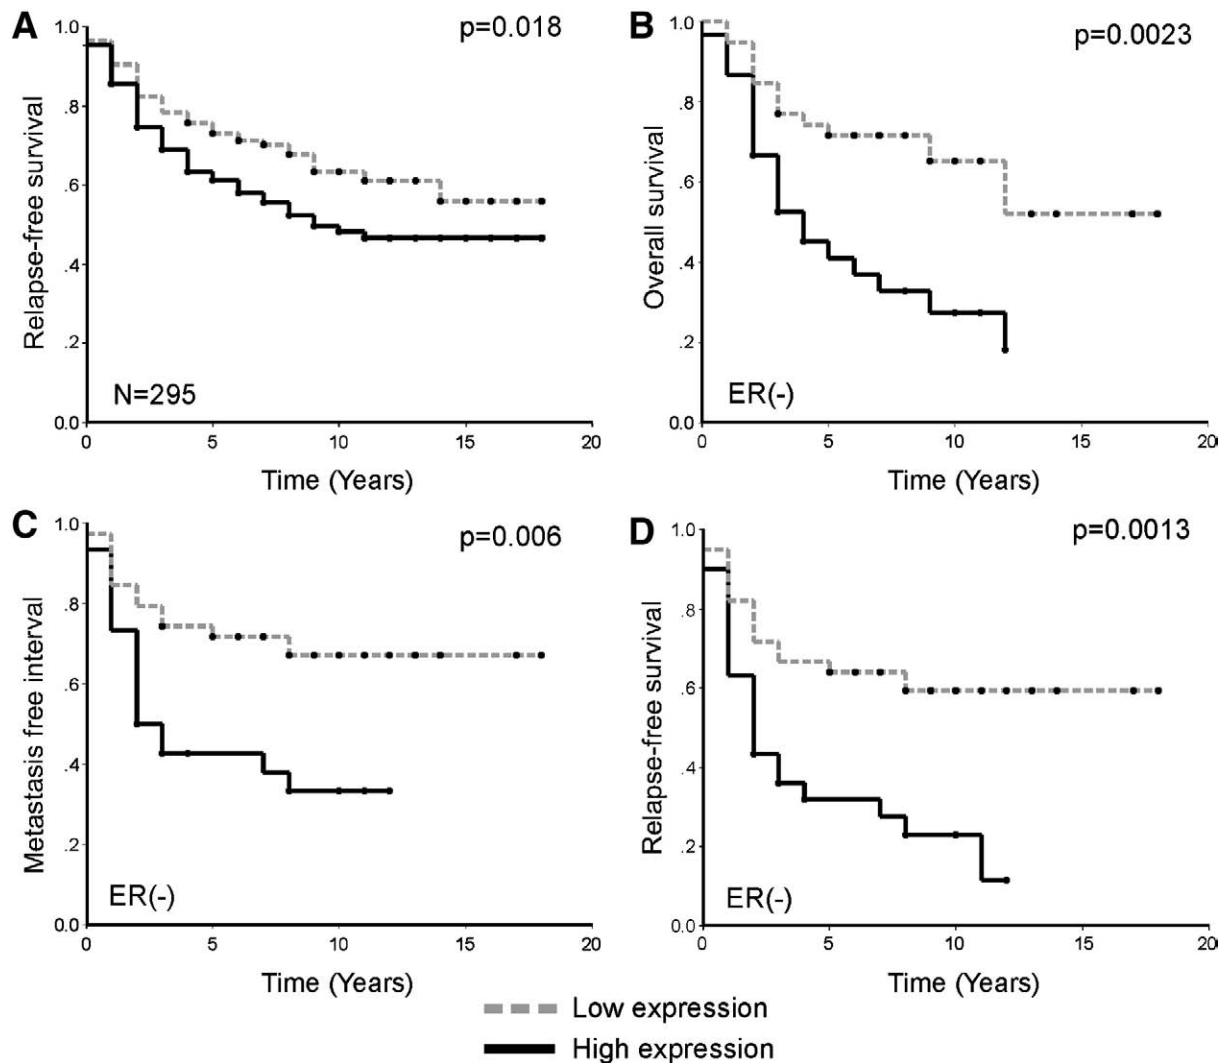 A
p=0.018
1.0
.8
.6
.4
.2
0.0
Relapse-free survival
N=295
0 5 10 15 20
Time (Years)
B
p=0.0023
1.0
.8
.6
.4
.2
0.0
Overall survival
ER(-)
0 5 10 15 20
Time (Years)
C
p=0.006
1.0
.8
.6
.4
.2
0.0
Metastasis free interval
ER(-)
0 5 10 15 20
Time (Years)
D
p=0.0013
1.0
.8
.6
.4
.2
0.0
Relapse-free survival
ER(-)
0 5 10 15 20
Time (Years)
Low expression
High expression